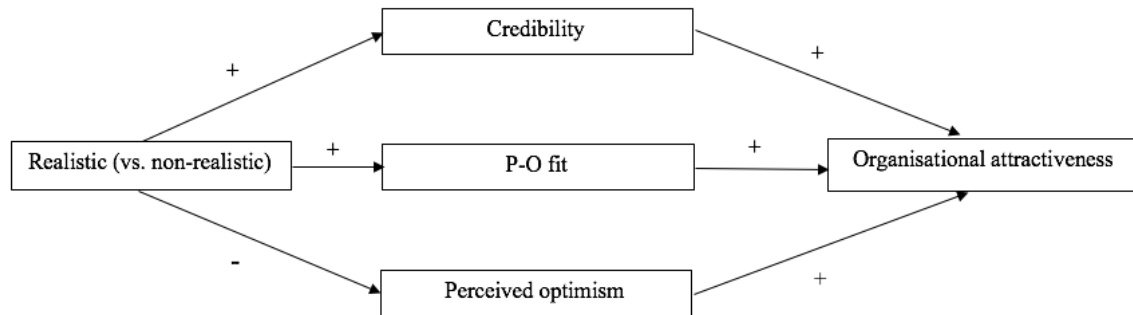 Credibility
+
+
Realistic (vs. non-realistic)
+
P-O fit
+
Organisational attractiveness
-
Perceived optimism
+